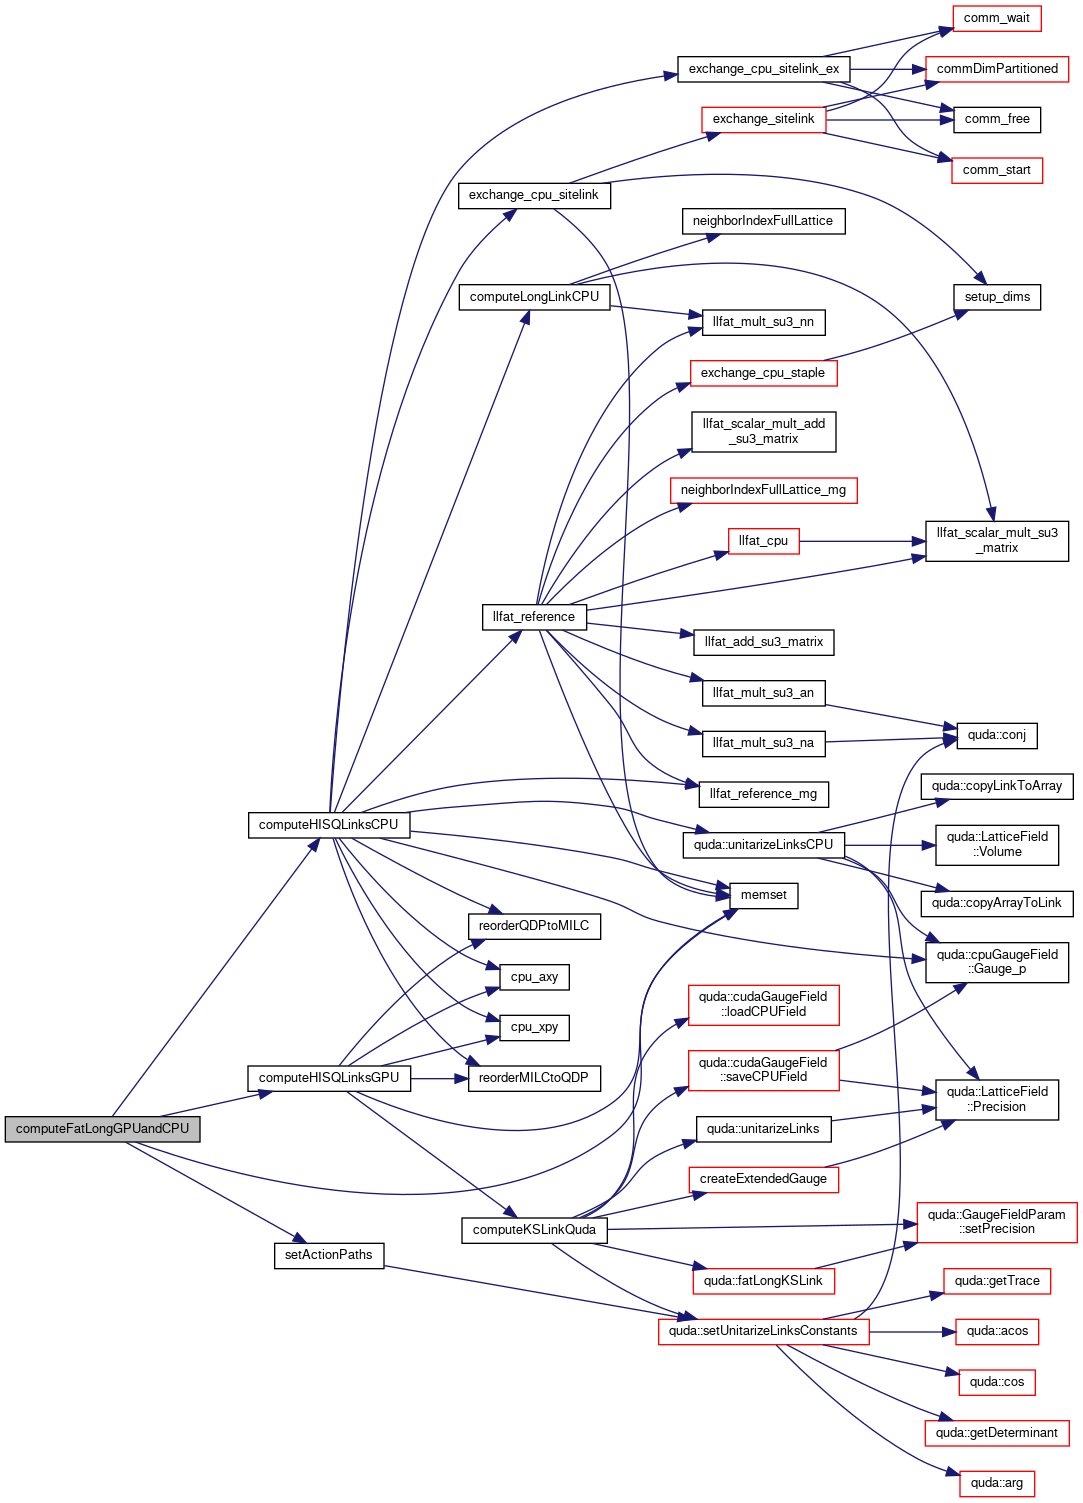 comm_wait
exchange_cpu_sitelink_ex
commDimPartitioned
exchange_sitelink
comm_free
comm_start
exchange_cpu_sitelink
neighborIndexFullLattice
computeLongLinkCPU
setup_dims
llfat_mult_su3_nn
exchange_cpu_staple
llfat_scalar_mult_add
_su3_matrix
neighborIndexFullLattice_mg
llfat_cpu
llfat_scalar_mult_su3
_matrix
llfat_reference
llfat_add_su3_matrix
llfat_mult_su3_an
quda::conj
llfat_mult_su3_na
quda::copyLinkToArray
llfat_reference_mg
computeHISQLinksCPU
quda::unitarizeLinksCPU
quda::LatticeField
::Volume
memset
quda::copyArrayToLink
reorderQDPtoMILC
quda::cpuGaugeField
::Gauge_p
cpu_axy
quda::cudaGaugeField
::loadCPUField
cpu_xpy
computeHISQLinksGPU
reorderMILCtoQDP
quda::cudaGaugeField
::saveCPUField
quda::LatticeField
::Precision
computeFatLongGPUandCPU
quda::unitarizeLinks
createExtendedGauge
computeKSLinkQuda
quda::GaugeFieldParam
::setPrecision
setActionPaths
quda::fatLongKSLink
quda::getTrace
quda::setUnitarizeLinksConstants
quda::acos
quda::cos
quda::getDeterminant
quda::arg